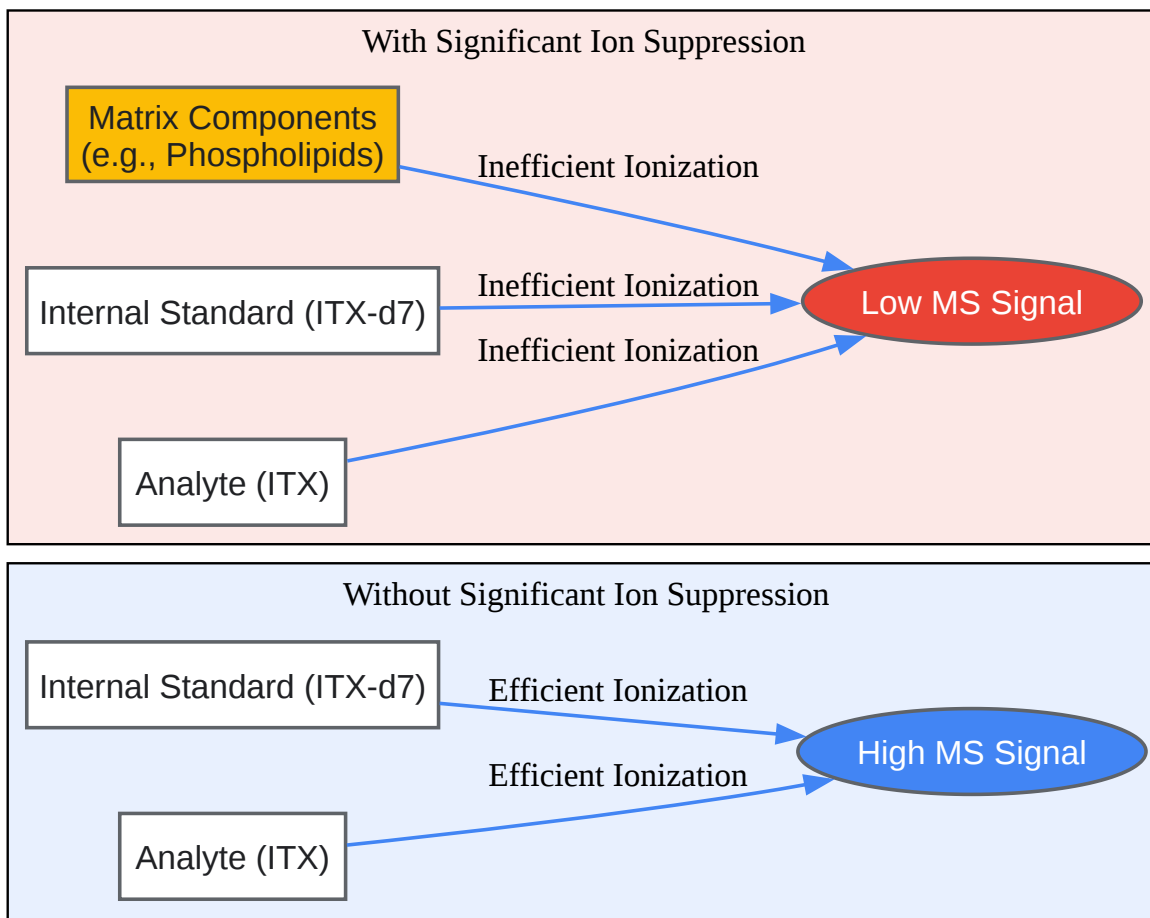 With Significant Ion Suppression
Matrix Components
(e.g., Phospholipids)
Inefficient Ionization
Internal Standard (ITX-d7)
Inefficient Ionization
Low MS Signal
Inefficient Ionization
Analyte (ITX)
Without Significant Ion Suppression
Internal Standard (ITX-d7)
Efficient Ionization
High MS Signal
Efficient Ionization
Analyte (ITX)